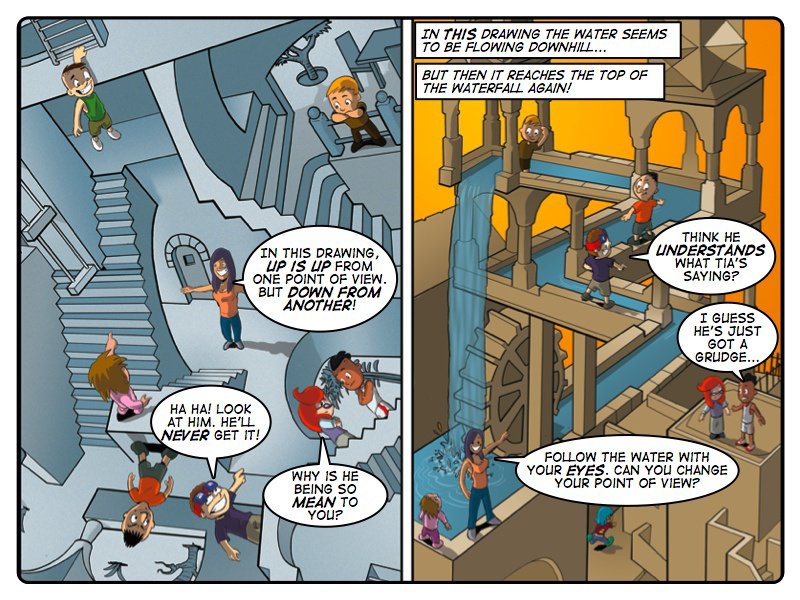 IN THIS DRAWING,
UP IS UP FROM
ONE POINT OF VIEW.
BUT DOWN FROM
ANOTHER!
HA HA! LOOK
AT HIM. HE'LL
NEVER GET IT!
WHY IS HE
BEING SO
MEAN TO
YOU?
IN THIS DRAWING THE WATER SEEMS
TO BE FLOWING DOWNHILL...
BUT THEN IT REACHES THE TOP OF
THE WATERFALL AGAIN!
THINK HE
UNDERSTANDS
WHAT TIA'S
SAYING?
I GUESS
HE'S JUST
GOT A
GRUDGE...
FOLLOW THE WATER WITH
YOUR EYES. CAN YOU CHANGE
YOUR POINT OF VIEW?